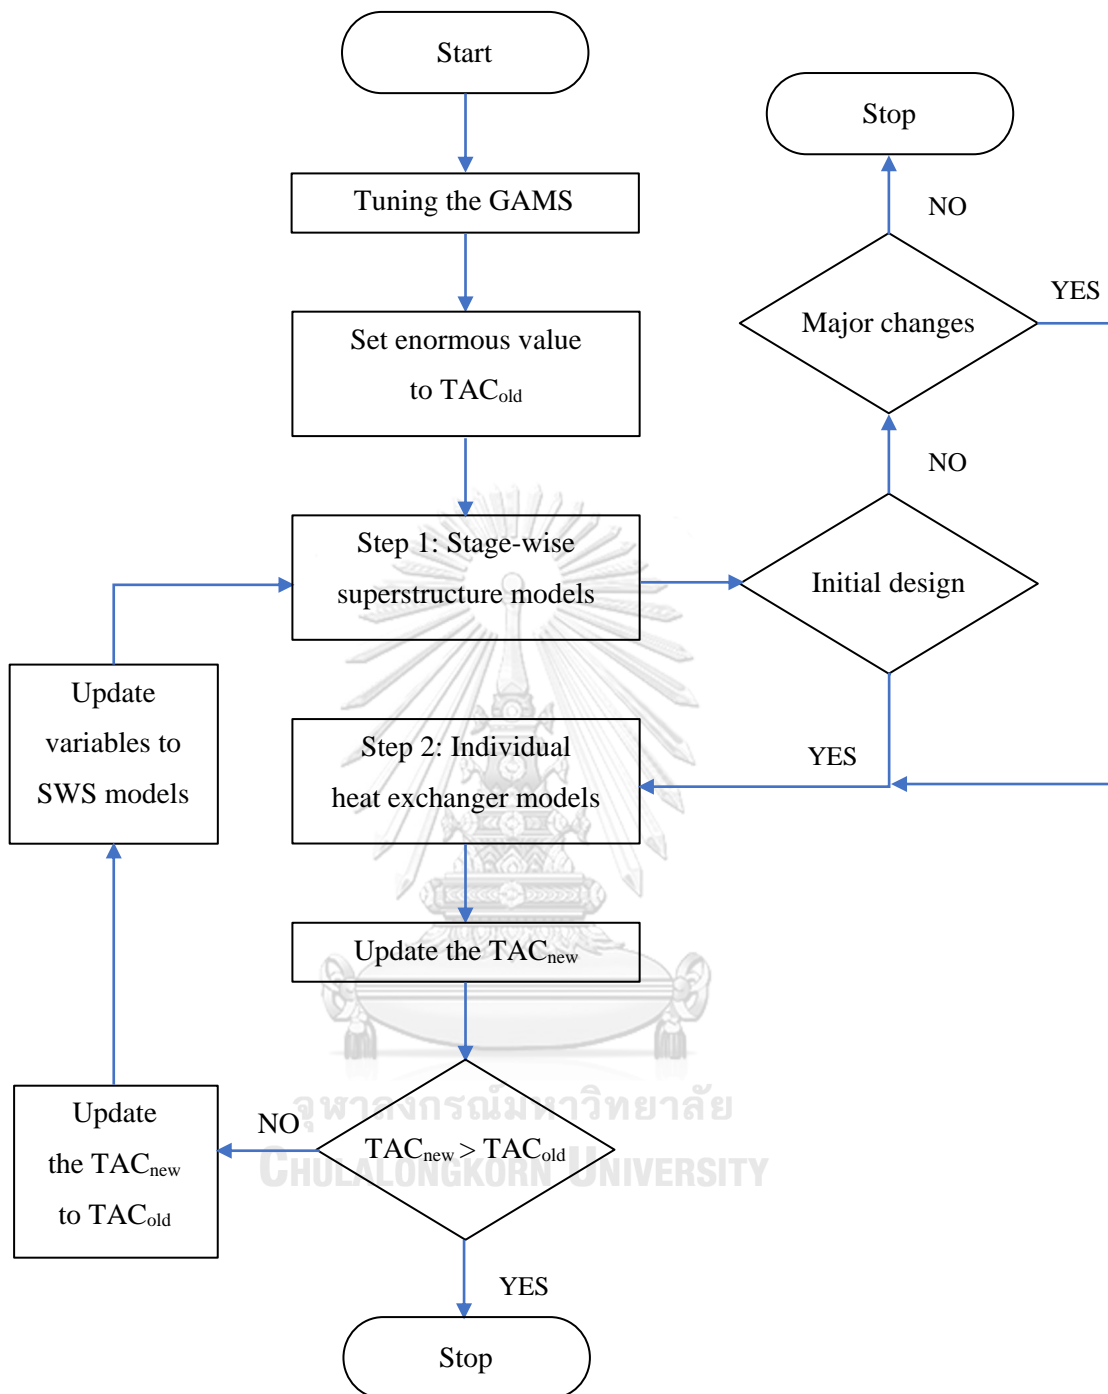 Start
Tuning the GAMS
Set enormous value
to TACold
Step 1: Stage-wise
superstructure models
Initial design
NO
Major changes
NO
Stop
YES
YES
Step 2: Individual
heat exchanger models
Update the TACnew
TACnew > TACold
NO
Update
the TACnew
to TACold
Update
variables to
SWS models
YES
Stop
จุฬาลงกรณ์มหาวิทยาลัย
CHULALONGKORN UNIVERSITY